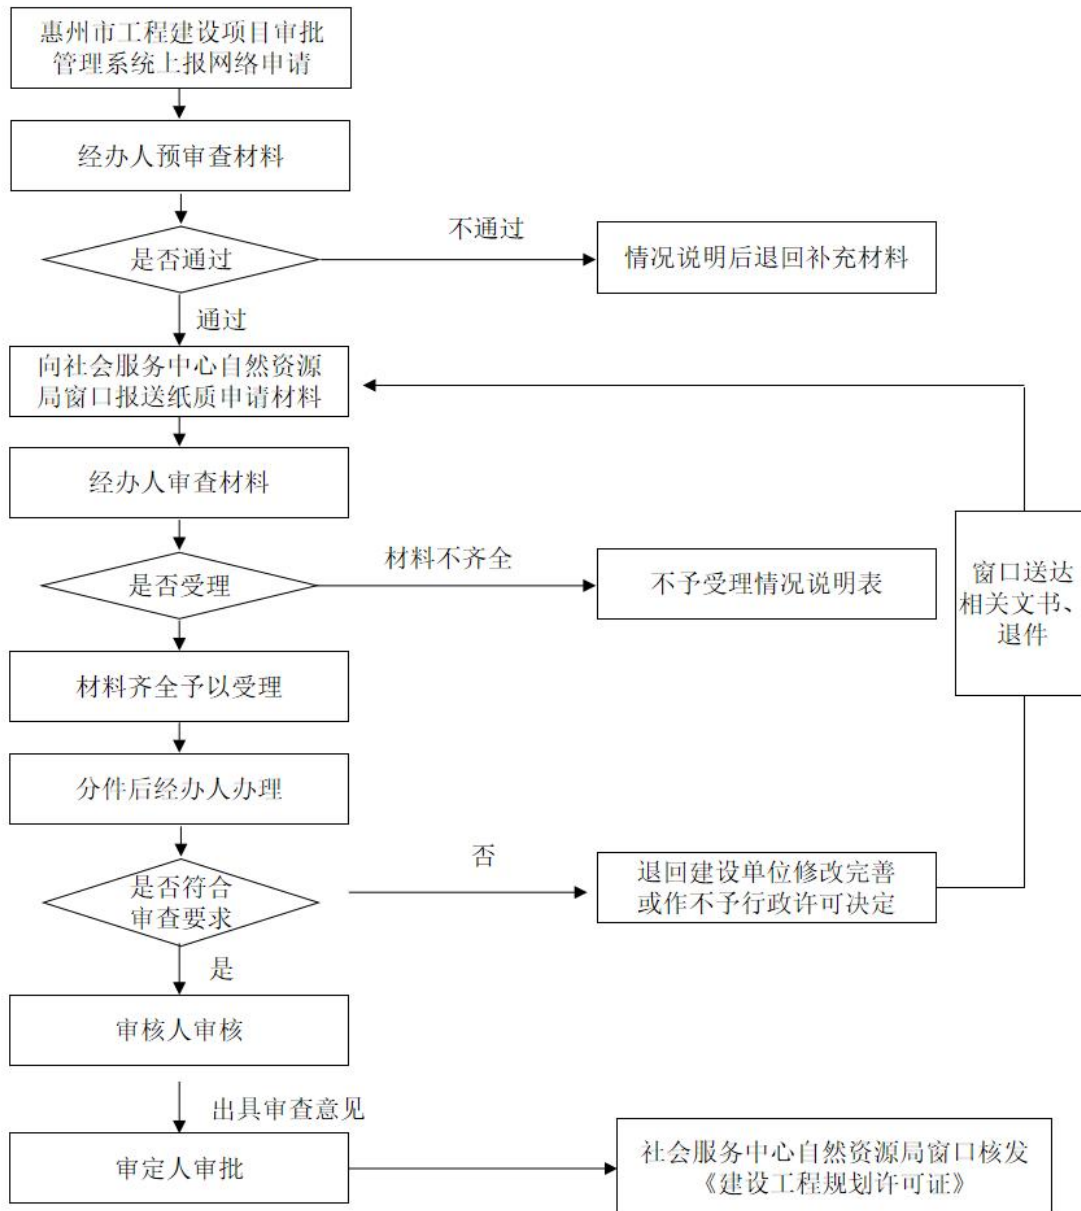 惠州市工程建设项目审批
管理系统上报网络申请
经办人预审查材料
是否通过
不通过
情况说明后退回补充材料
通过
向社会服务中心自然资源
局窗口报送纸质申请材料
经办人审查材料
是否受理
材料不齐全
不予受理情况说明表
窗口送达
相关文书、
退件
材料齐全予以受理
分件后经办人办理
是否符合
审查要求
否
退回建设单位修改完善
或作不予行政许可决定
是
审核人审核
出具审查意见
审定人审批
社会服务中心自然资源局窗口核发
《建设工程规划许可证》